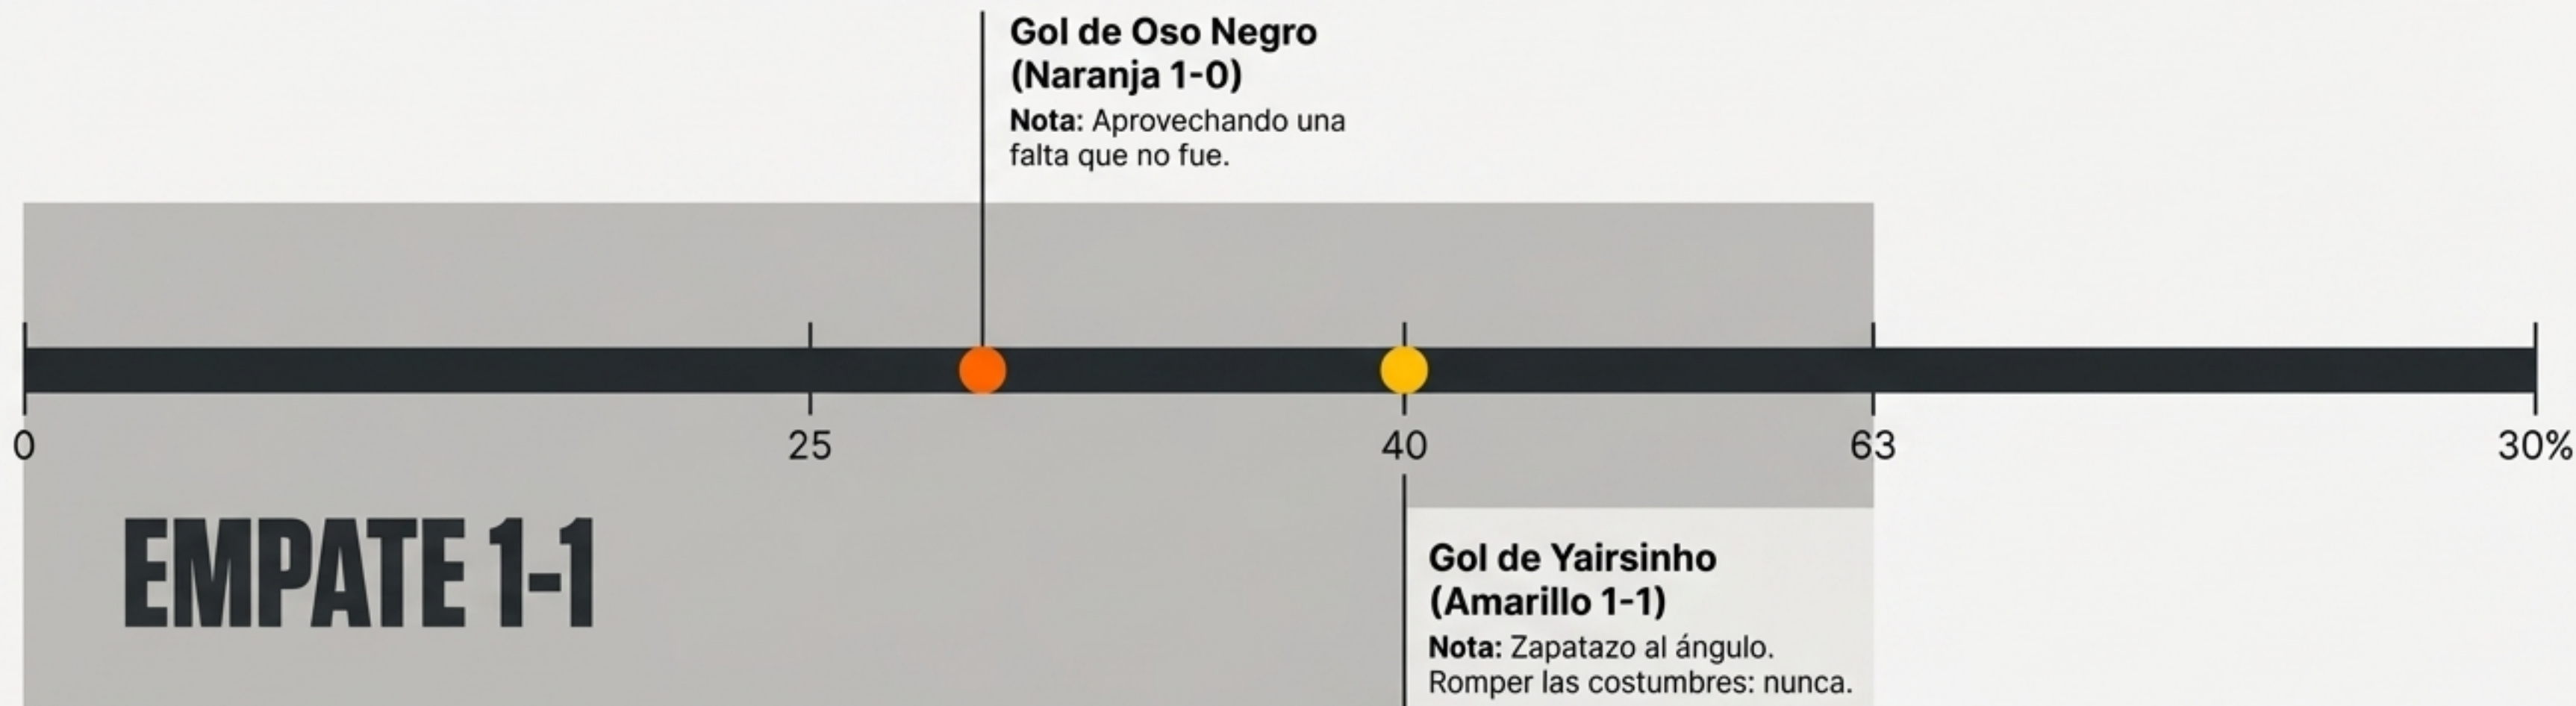 Gol de Oso Negro
(Naranja 1-0)
Nota: Aprovechando una
falta que no fue.
0 25 40 63 30%
EMPATE 1-1
Gol de Yairsinho
(Amarillo 1-1)
Nota: Zapatazo al ángulo.
Romper las costumbres: nunca.